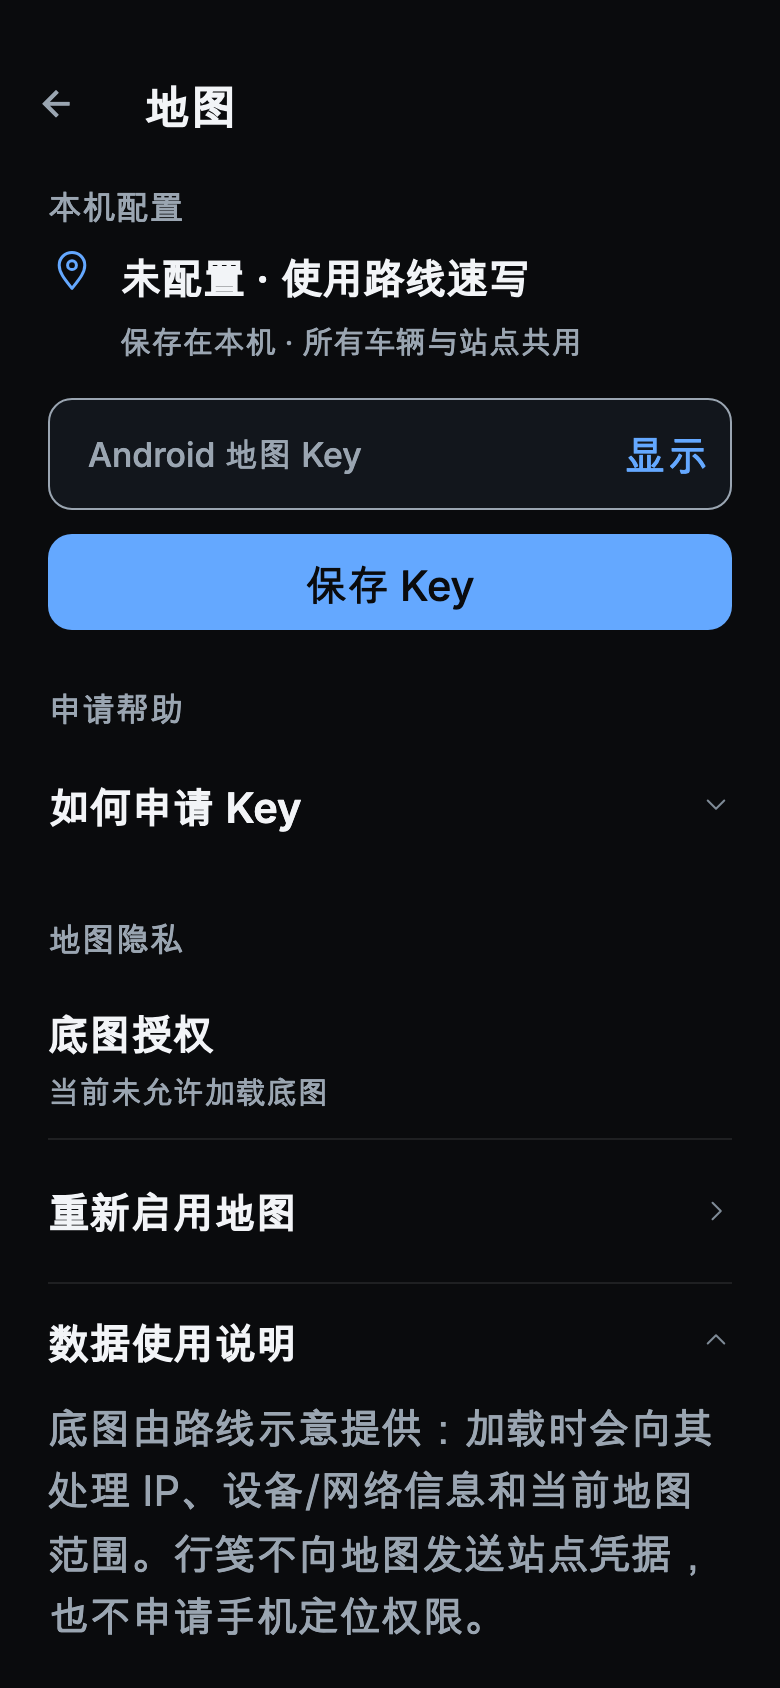 地图
本机配置
未配置 · 使用路线速写
保存在本机 · 所有车辆与站点共用
Android 地图 Key
显示
保存 Key
申请帮助
如何申请 Key
地图隐私
底图授权
当前未允许加载底图
重新启用地图
数据使用说明
底图由路线示意提供：加载时会向其
处理 IP、设备/网络信息和当前地图
范围。行笺不向地图发送站点凭据，
也不申请手机定位权限。